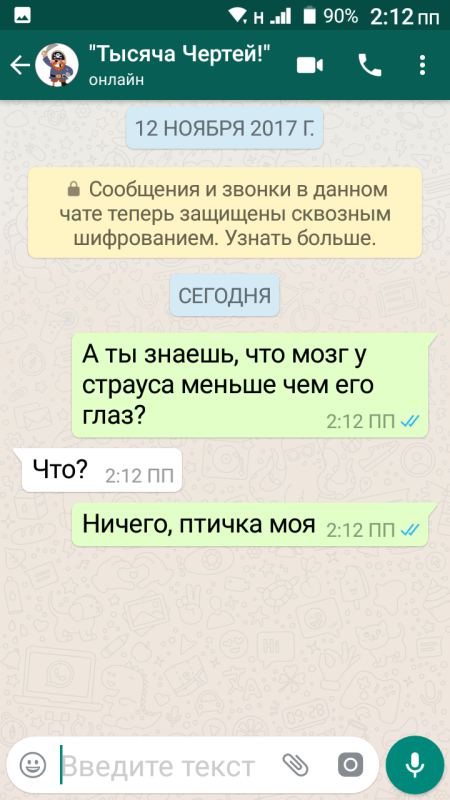 Н 90% 2:12 ПП
"Тысяча Чертей!"
онлайн
12 НОЯБРЯ 2017 Г.
Сообщения и звонки в данном
чате теперь защищены сквозным
шифрованием. Узнать больше.
СЕГОДНЯ
А ты знаешь, что мозг у
страуса меньше чем его
глаз?
2:12 ПП
Что? 2:12 ПП
Ничего, птичка моя 2:12 ПП
Введите текст